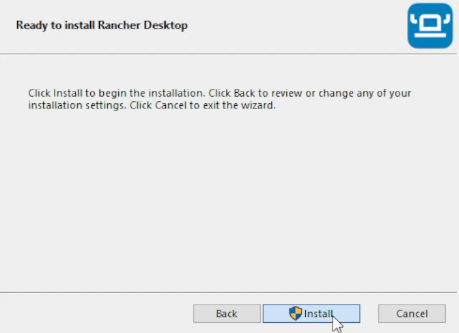 Ready to install Rancher Desktop
Click Install to begin the installation. Click Back to review or change any of your
installation settings. Click Cancel to exit the wizard.
Back
Install
Cancel